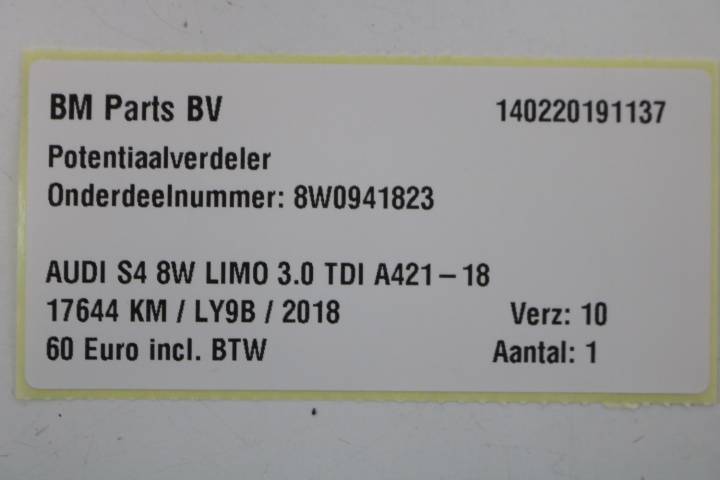 BM Parts BV 140220191137
Potentiaalverdeler
Onderdeelnummer: 8W0941823
AUDI S4 8W LIMO 3.0 TDI A421-18
17644 KM / LY9B / 2018 Verz: 10
60 Euro incl. BTW Aantal: 1